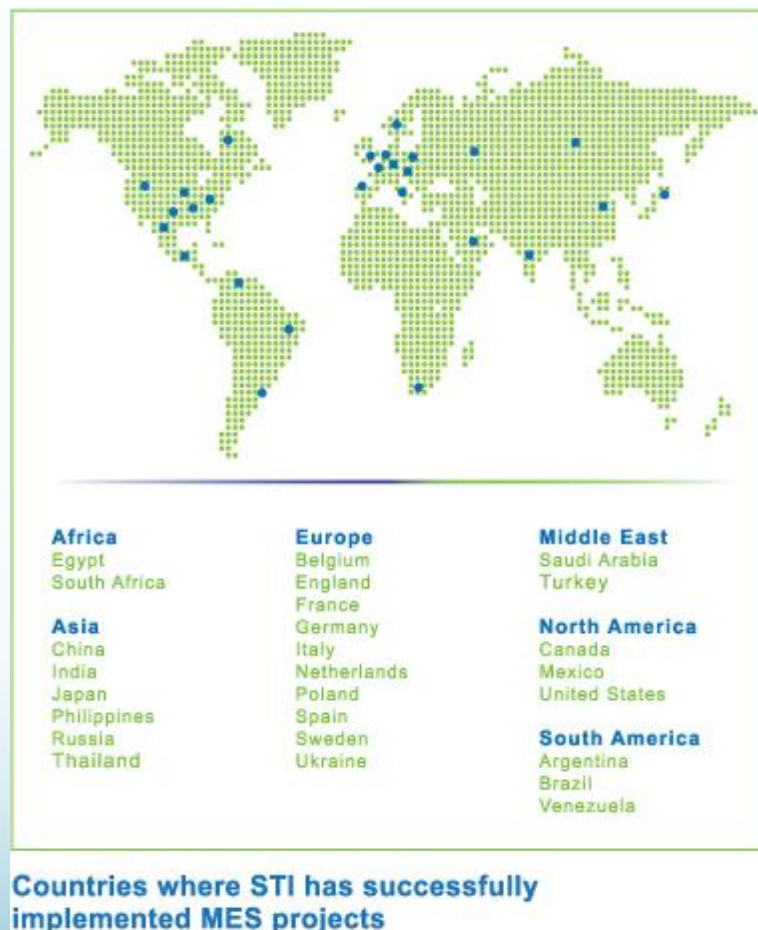 Africa
Egypt
South Africa
Asia
China
India
Japan
Philippines
Russia
Thailand
Europe
Belgium
England
France
Germany
Italy
Netherlands
Poland
Spain
Sweden
Ukraine
Middle East
Saudi Arabia
Turkey
North America
Canada
Mexico
United States
South America
Argentina
Brazil
Venezuela
Countries where STI has successfully
implemented MES projects